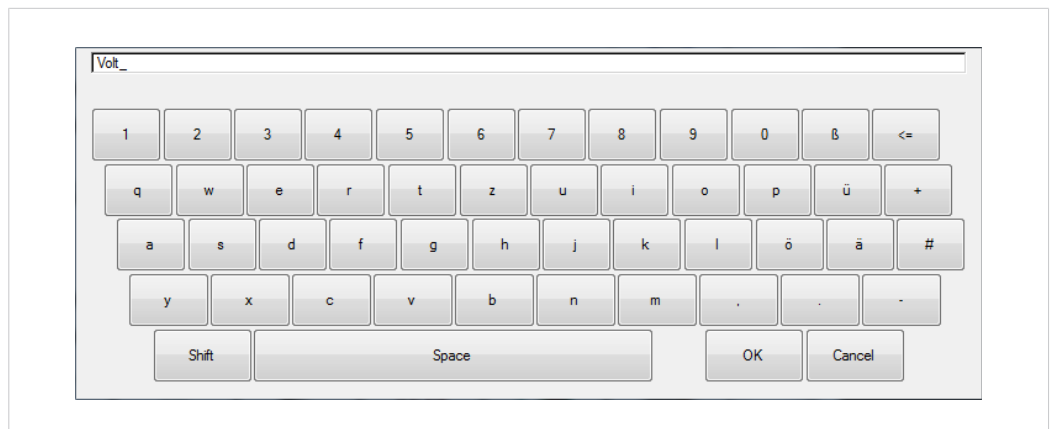 Volt_
1 2 3 4 5 6 7 8 9 0 ß <=
q w e r t z u i o p ü +
a s d f g h j k l ö ä #
y x c v b n m , . -
Shift Space OK Cancel